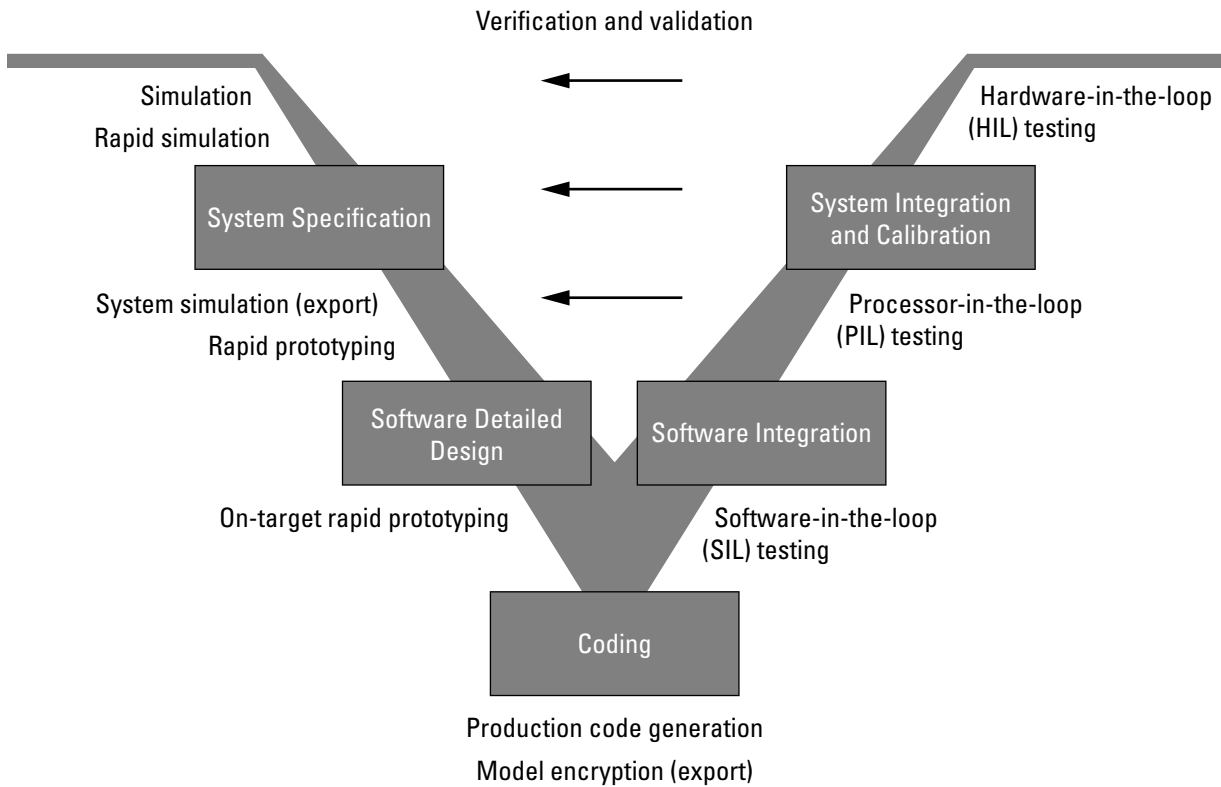 Verification and validation
Simulation
Rapid simulation
Hardware-in-the-loop
(HIL) testing
System Specification
System Integration
and Calibration
System simulation (export)
Rapid prototyping
Processor-in-the-loop
(PIL) testing
Software Detailed
Design
Software Integration
On-target rapid prototyping
Software-in-the-loop
(SIL) testing
Coding
Production code generation
Model encryption (export)